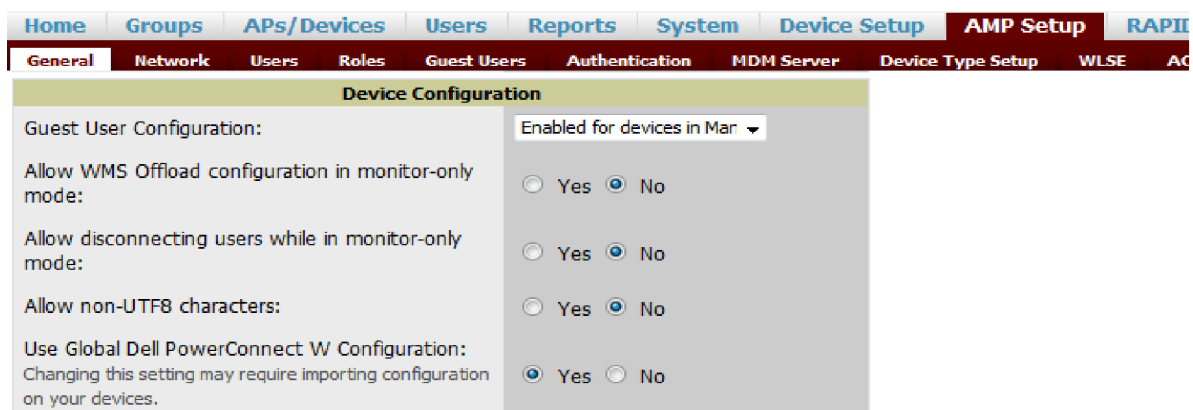 Home Groups APs/Devices Users Reports System Device Setup AMP Setup RAPID
General Network Users Roles Guest Users Authentication MDM Server Device Type Setup WLSE AC
Device Configuration
Guest User Configuration: Enabled for devices in Mar
Allow WMS Offload configuration in monitor-only
mode:
Yes No
Allow disconnecting users while in monitor-only
mode:
Yes No
Allow non-UTF8 characters: Yes No
Use Global Dell PowerConnect W Configuration:
Changing this setting may require importing configuration
on your devices.
Yes No